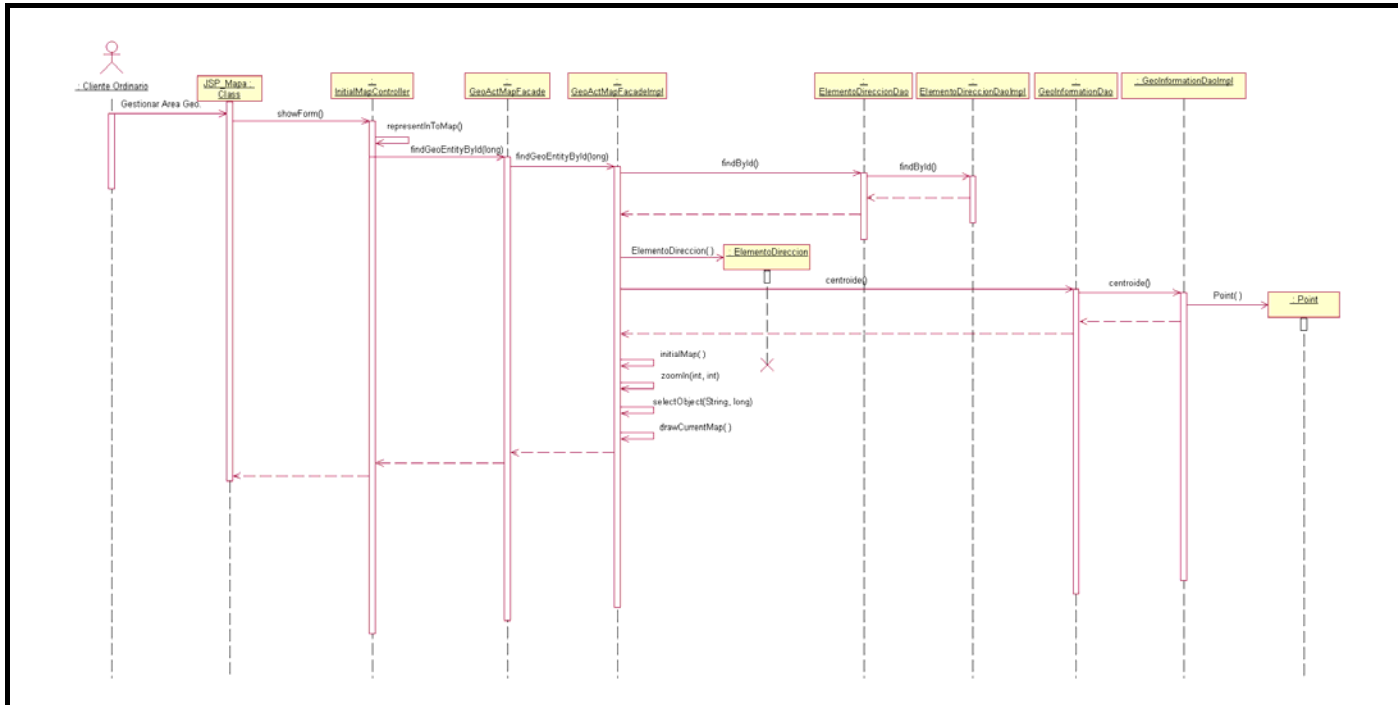 : Cliente Ordinario
JSP_Mapa :
Class
:
InitialMapController
:
GeoActMapFacade
:
GeoActMapFacadeImpl
:
ElementoDireccionDao
:
ElementoDireccionDaoImpl
:
GeoInformationDao
: GeoInformationDaoImpl
Gestionar Area Geo.
showForm()
representInToMap()
findGeoEntityById(long)
findGeoEntityById(long)
findById()
findById()
ElementoDireccion( )
: ElementoDireccion
centroide()
centroide()
Point( )
: Point
initialMap( )
zoomIn(int, int)
selectObject(String, long)
drawCurrentMap( )